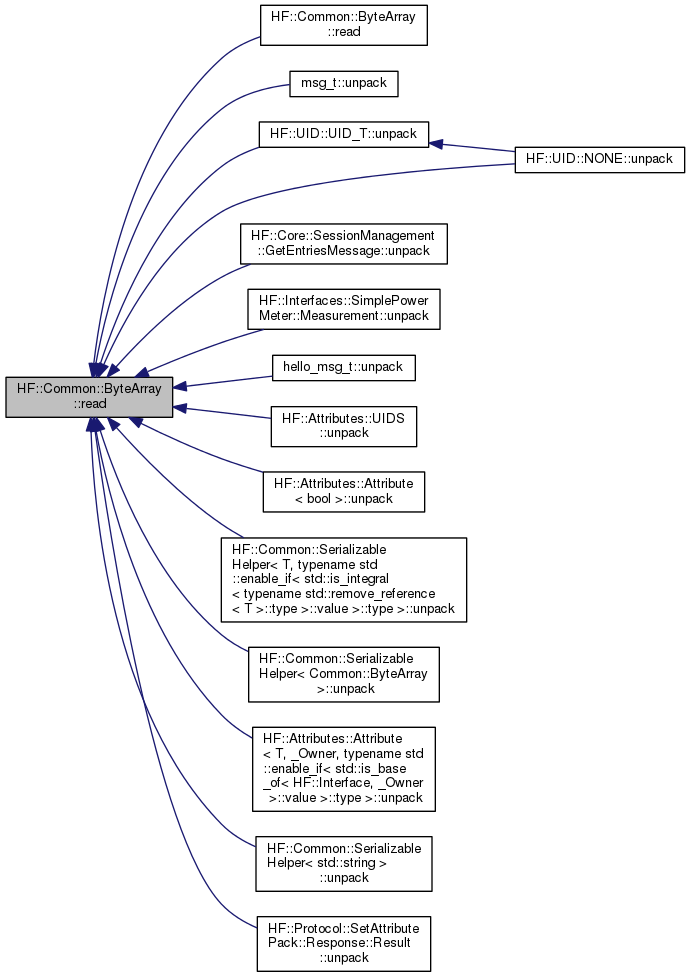 HF::Common::ByteArray
::read
msg_t::unpack
HF::UID::UID_T::unpack
HF::UID::NONE::unpack
HF::Core::SessionManagement
::GetEntriesMessage::unpack
HF::Interfaces::SimplePower
Meter::Measurement::unpack
hello_msg_t::unpack
HF::Common::ByteArray
::read
HF::Attributes::UIDS
::unpack
HF::Attributes::Attribute
< bool >::unpack
HF::Common::Serializable
Helper< T, typename std
::enable_if< std::is_integral
< typename std::remove_reference
< T >::type >::value >::type >::unpack
HF::Common::Serializable
Helper< Common::ByteArray
>::unpack
HF::Attributes::Attribute
< T, _Owner, typename std
::enable_if< std::is_base
_of< HF::Interface, _Owner
>::value >::type >::unpack
HF::Common::Serializable
Helper< std::string >
::unpack
HF::Protocol::SetAttribute
Pack::Response::Result
::unpack